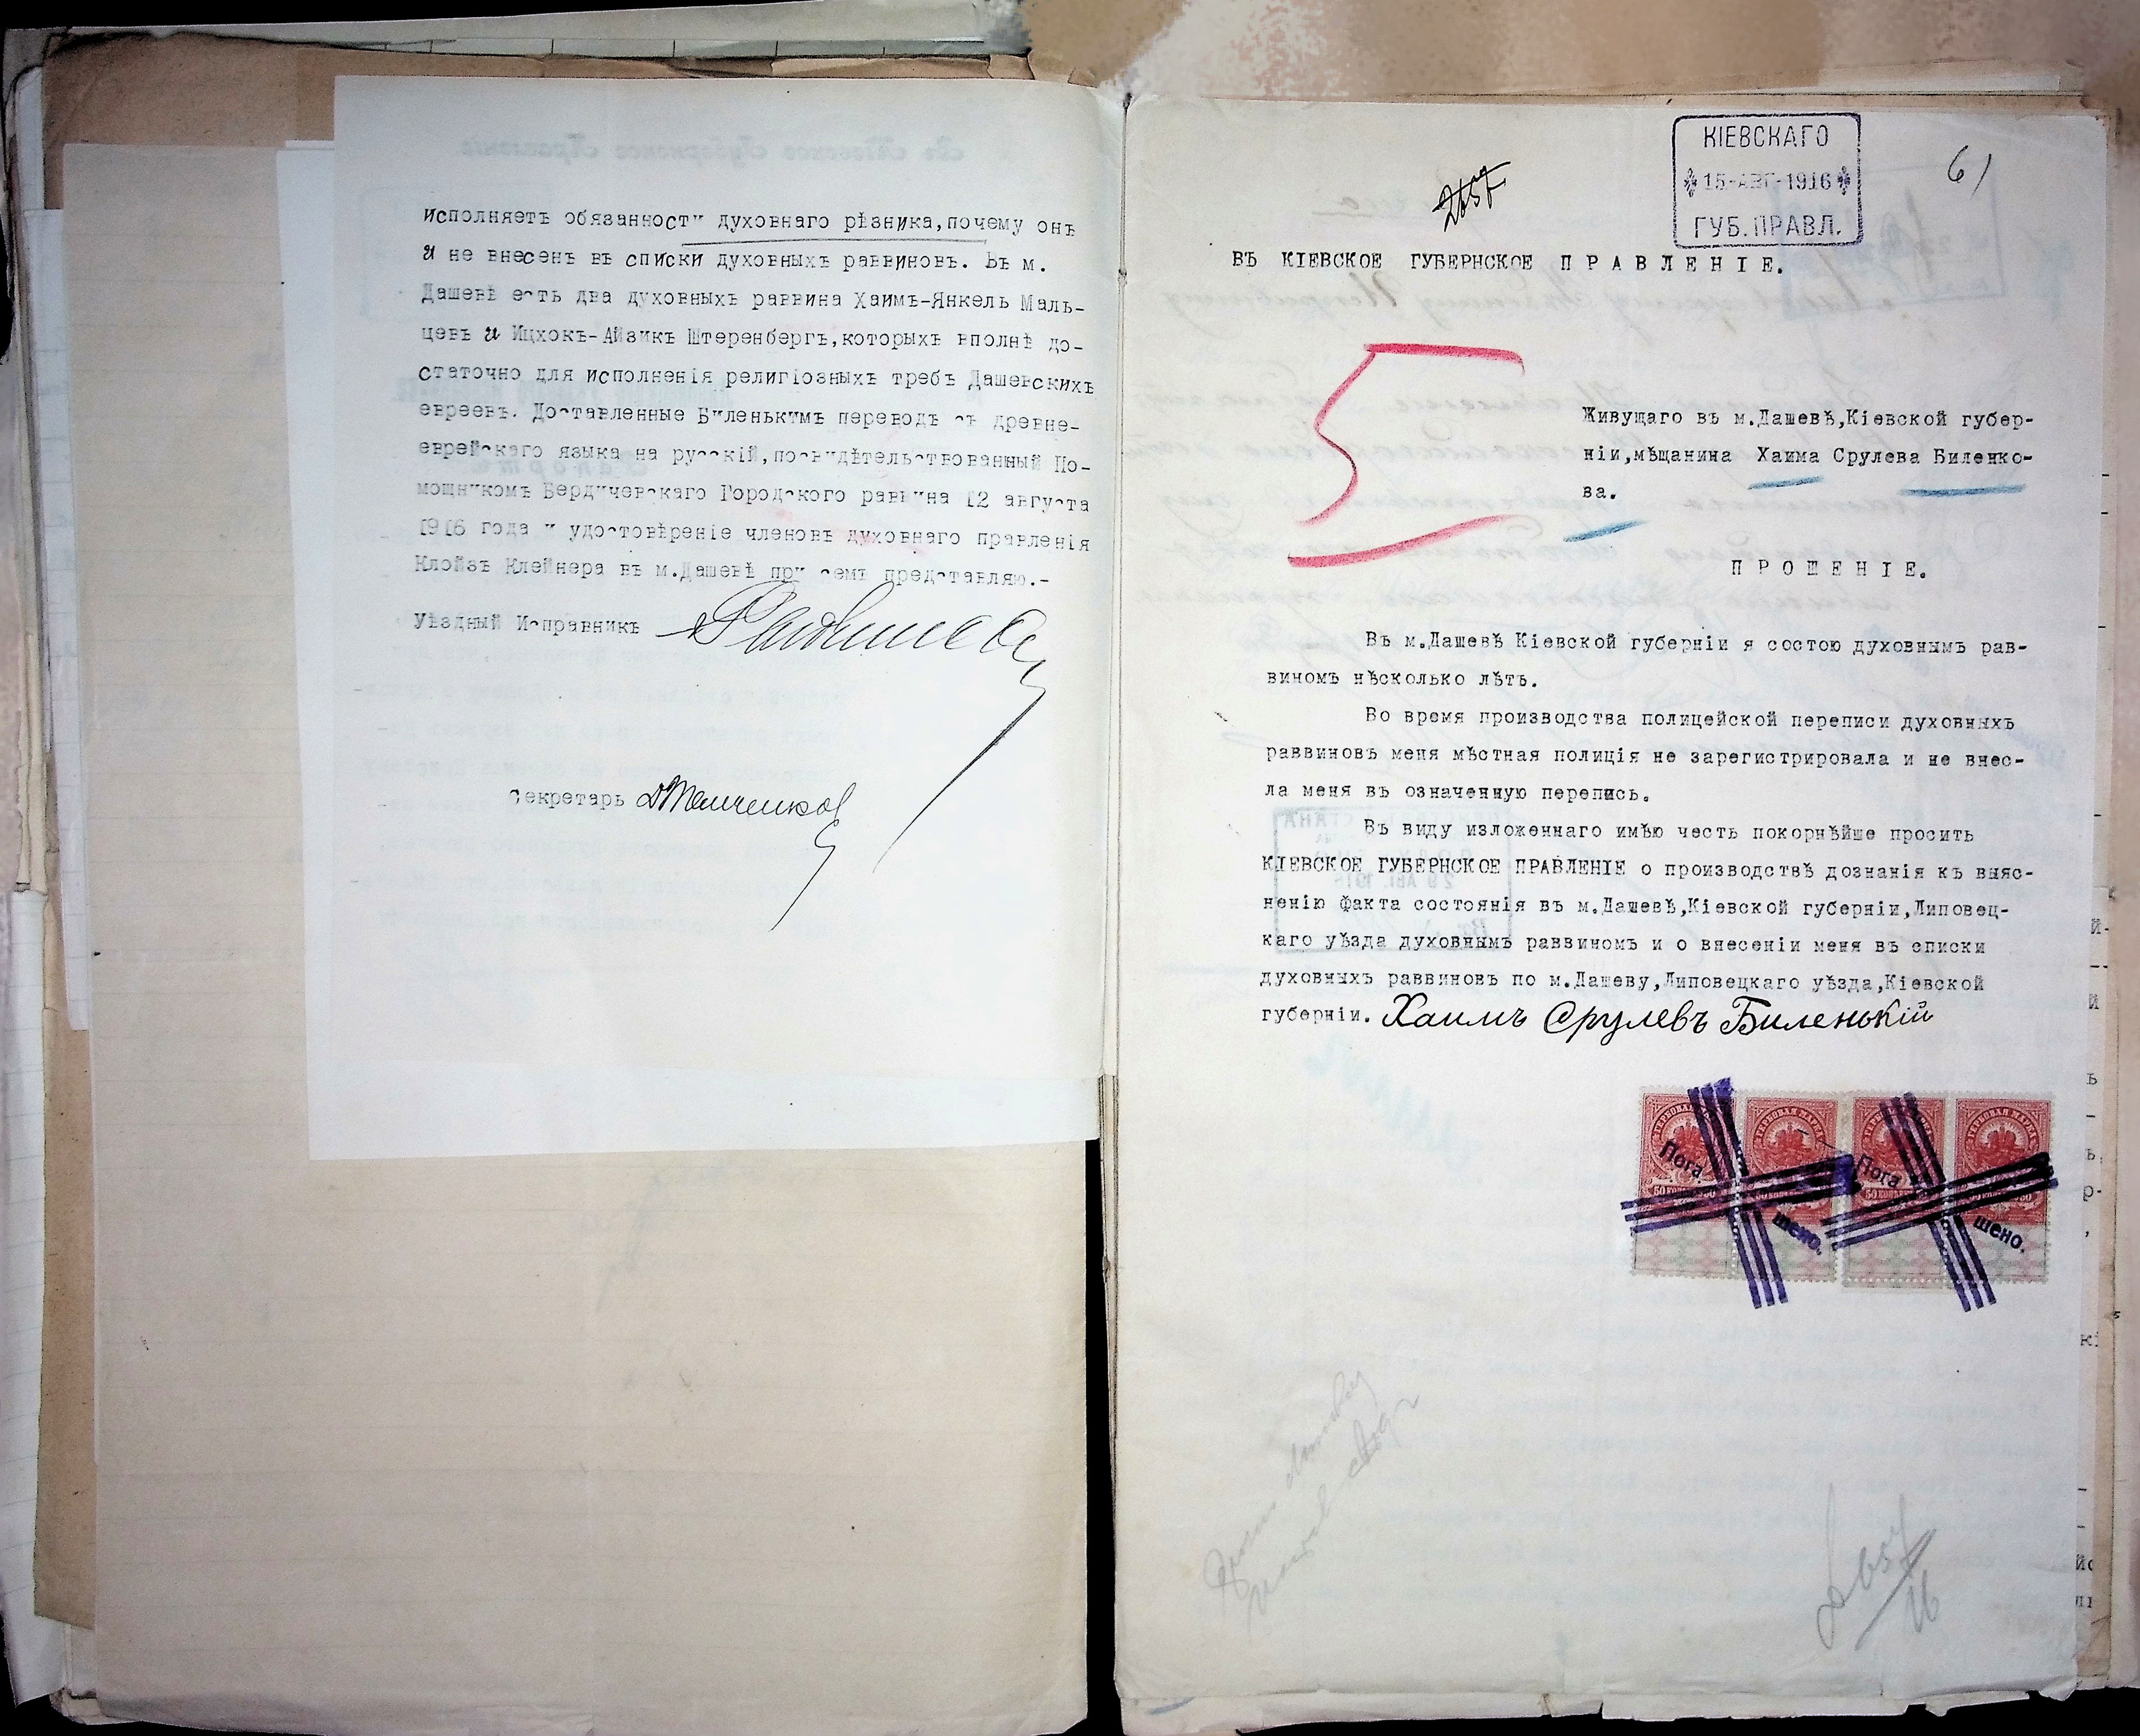 исполняетъ обязанности духовнаго рѣзника,почему онъ
и не внесенъ въ списки духовныхъ раввиновъ. Въ м.
Дашевѣ есть два духовныхъ раввина Хаимъ-Янкель Маль-
цевъ и Ицхокъ-Айзикъ Штеренбергъ,которыхъ вполнѣ до-
статочно для исполненія религіозныхъ требъ Дашевскихъ
евреевъ. Доставленные Биленькимъ переводъ съ древне-
еврейскаго языка на русскій,посвидѣтельствованный По-
мощникомъ Бердичевскаго Городского раввина 12 августа
1916 года и удостовѣреніе членовъ духовнаго правленія
Клойзъ Клейнера въ м.Дашевѣ при семъ представляю.-
Уѣздный Исправникъ
Секретарь
КІЕВСКАГО
15-АВГ-1916
ГУБ.ПРАВЛ.
61
ВЪ КІЕВСКОЕ ГУБЕРНСКОЕ ПРАВЛЕНІЕ.
5
Живущаго въ м.Дашевѣ,Кіевской губер-
ніи,мѣщанина Хаима Срулева Биленко-
ва.
ПРОШЕНІЕ.
Въ м.Дашевѣ Кіевской губерніи я состою духовнымъ рав-
виномъ нѣсколько лѣтъ.
Во время производства полицейской переписи духовныхъ
раввиновъ меня мѣстная полиція не зарегистрировала и не внес-
ла меня въ означенную перепись.
Въ виду изложеннаго имѣю честь покорнѣйше просить
КІЕВСКОЕ ГУБЕРНСКОЕ ПРАВЛЕНІЕ о производствѣ дознанія къ выяс-
ненію факта состоянія въ м.Дашевѣ,Кіевской губерніи,Липовец-
каго уѣзда духовнымъ раввиномъ и о внесеніи меня въ списки
духовныхъ раввиновъ по м.Дашеву,Липовецкаго уѣзда,Кіевской
губерніи. Хаимъ Срулевъ Биленькій
Пога
шено.
Пога
шено.